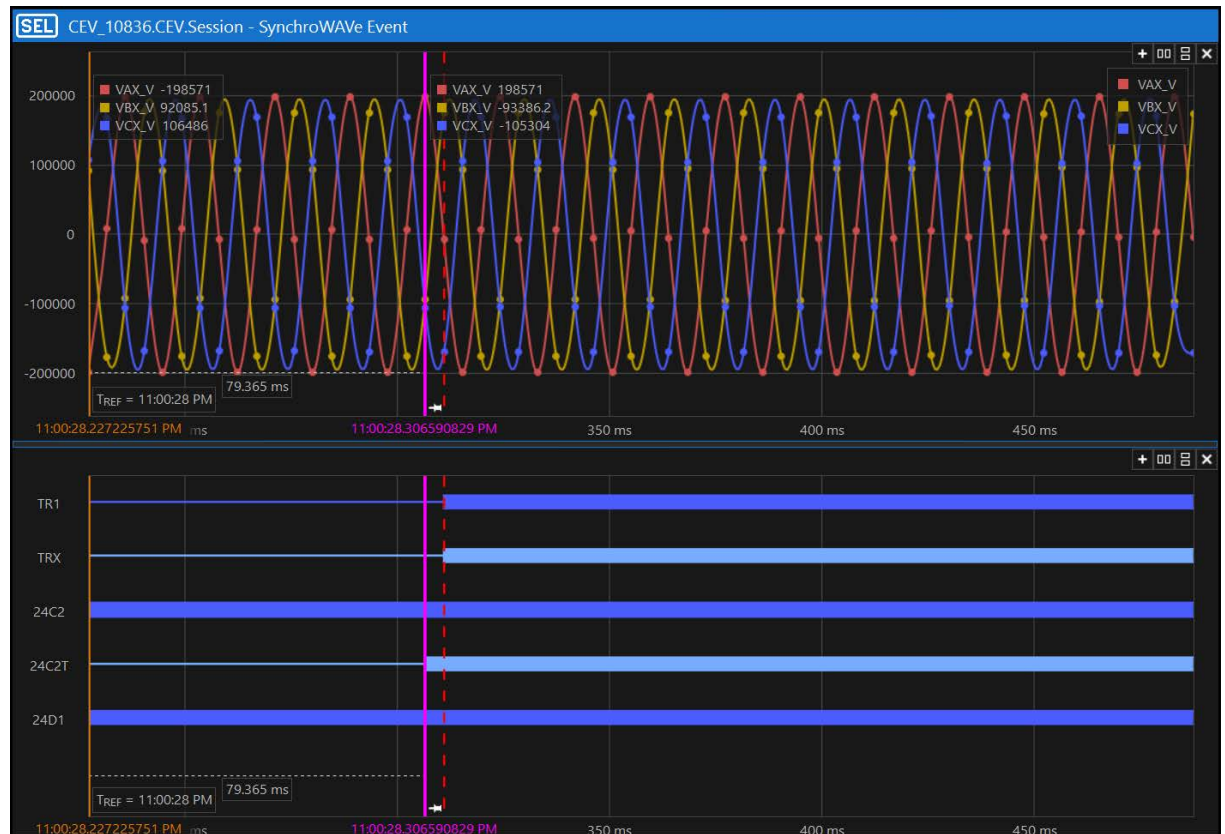 SEL CEV_10836.CEV.Session - SynchroWAVe Event
VAX_V -198571
VBX_V 92085.1
VCX_V 106486
VAX_V 198571
VBX_V -93386.2
VCX_V -105304
VAX_V
VBX_V
VCX_V
200000
100000
0
-100000
-200000
79.365 ms
TREF = 11:00:28 PM
11:00:28.227225751 PM ms 11:00:28.306590829 PM 350 ms 400 ms 450 ms
TR1
TRX
24C2
24C2T
24D1
79.365 ms
TREF = 11:00:28 PM
11:00:28.227225751 PM ms 11:00:28.306590829 PM 350 ms 400 ms 450 ms